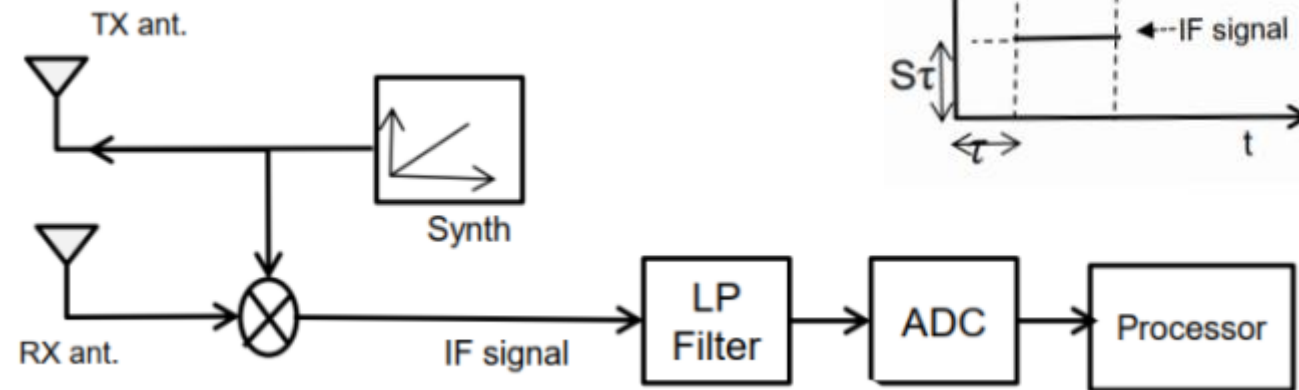 TX ant.
IF signal
Sτ
τ
t
Synth
LP
Filter
ADC
Processor
RX ant.
IF signal